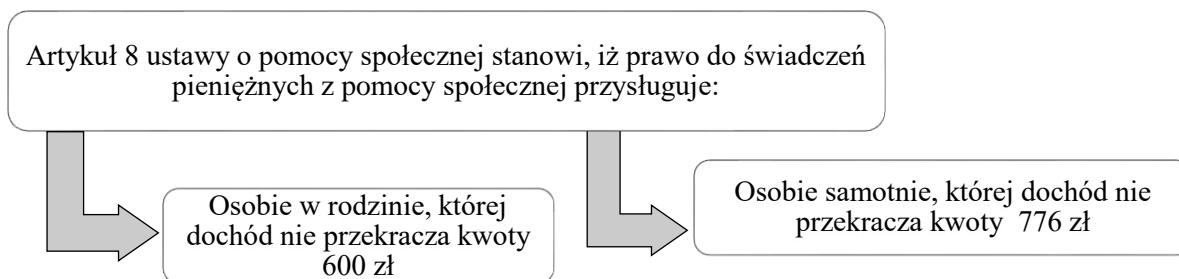 Artykuł 8 ustawy o pomocy społecznej stanowi, iż prawo do świadczeń
pieniężnych z pomocy społecznej przysługuje:
Osobie w rodzinie, której
dochód nie przekracza kwoty
600 zł
Osobie samotnie, której dochód nie
przekracza kwoty 776 zł